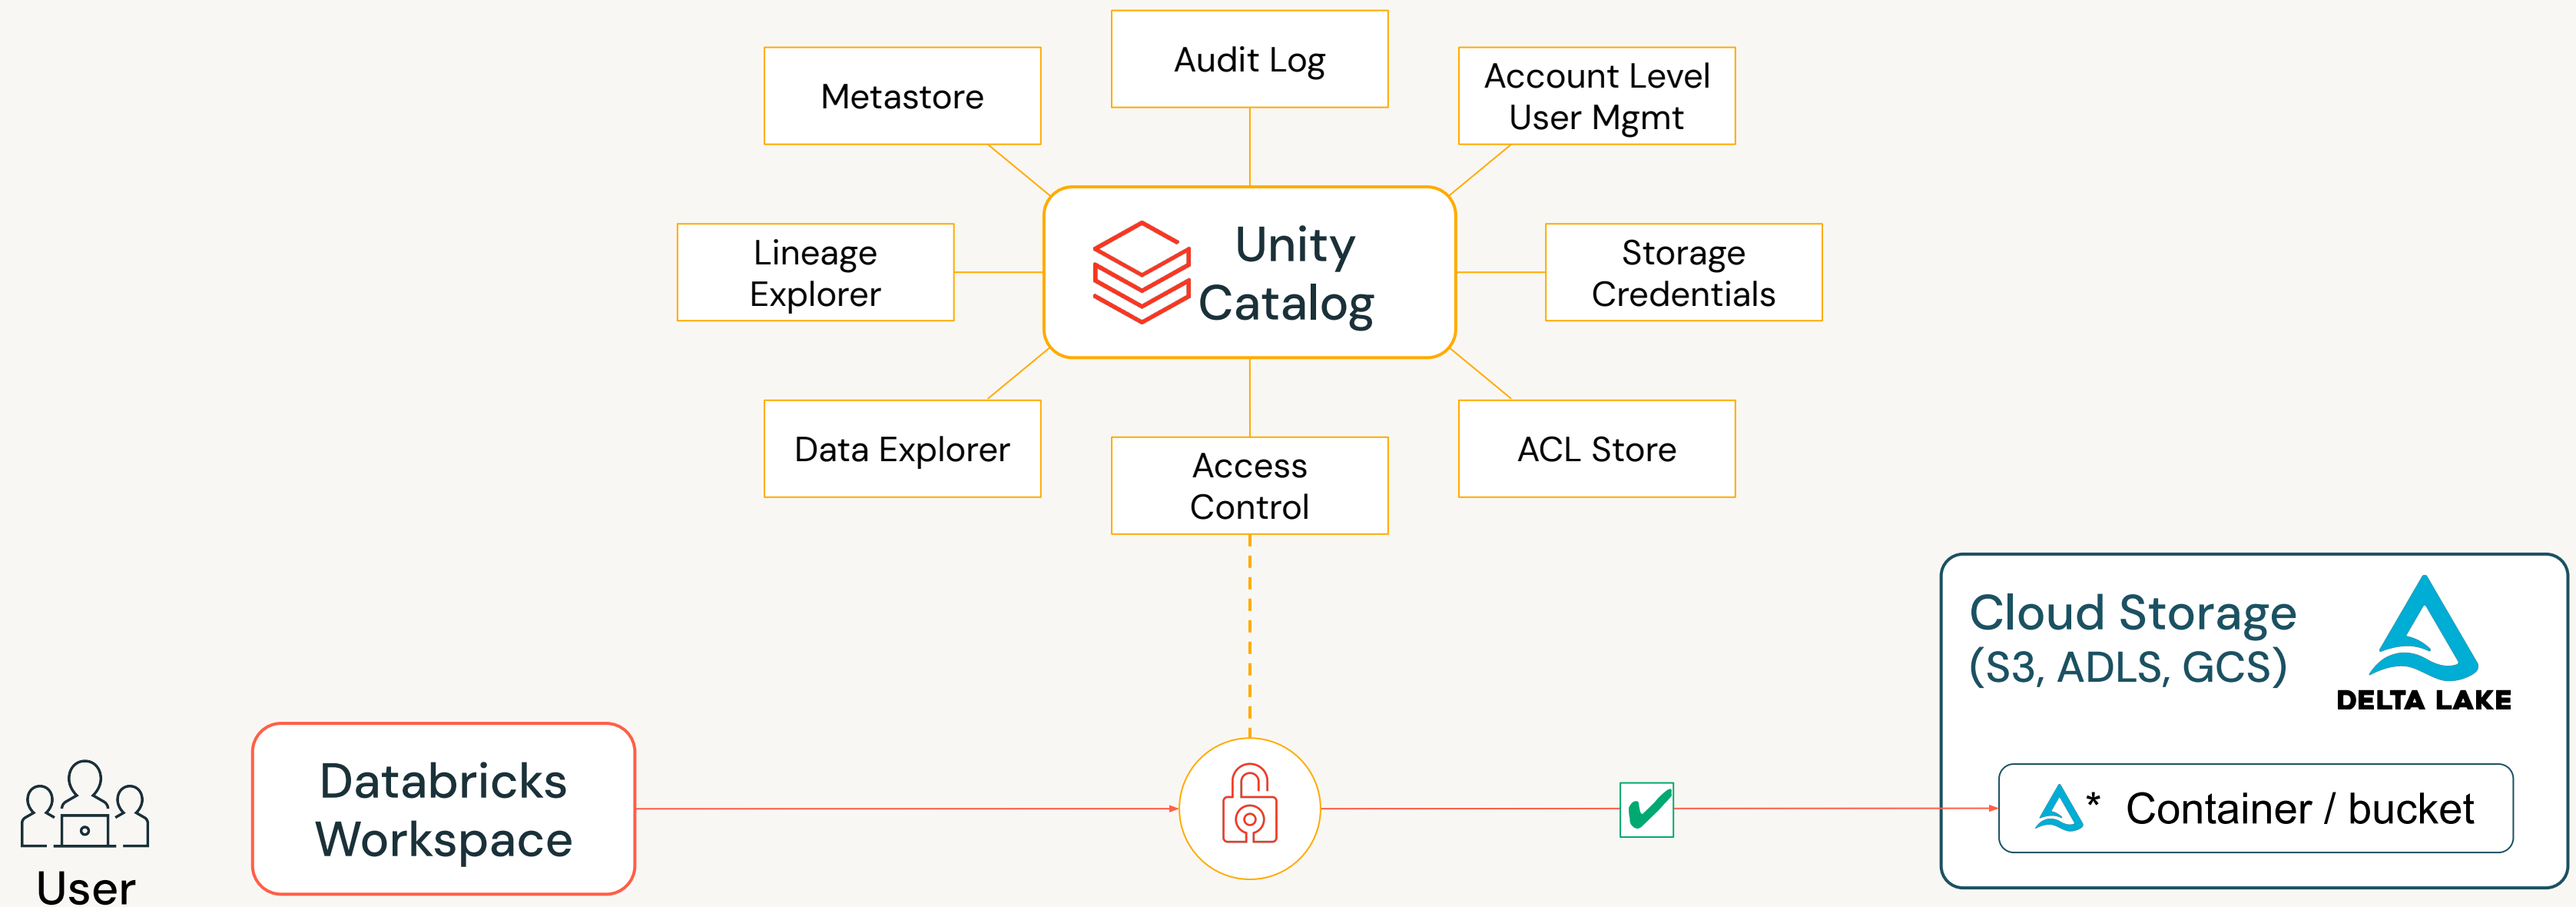 Audit Log
Metastore
Account Level
User Mgmt
Lineage
Explorer
Unity
Catalog
Storage
Credentials
Data Explorer
Access
Control
ACL Store
Cloud Storage
(S3, ADLS, GCS)
DELTA LAKE
Databricks
Workspace
* Container / bucket
User